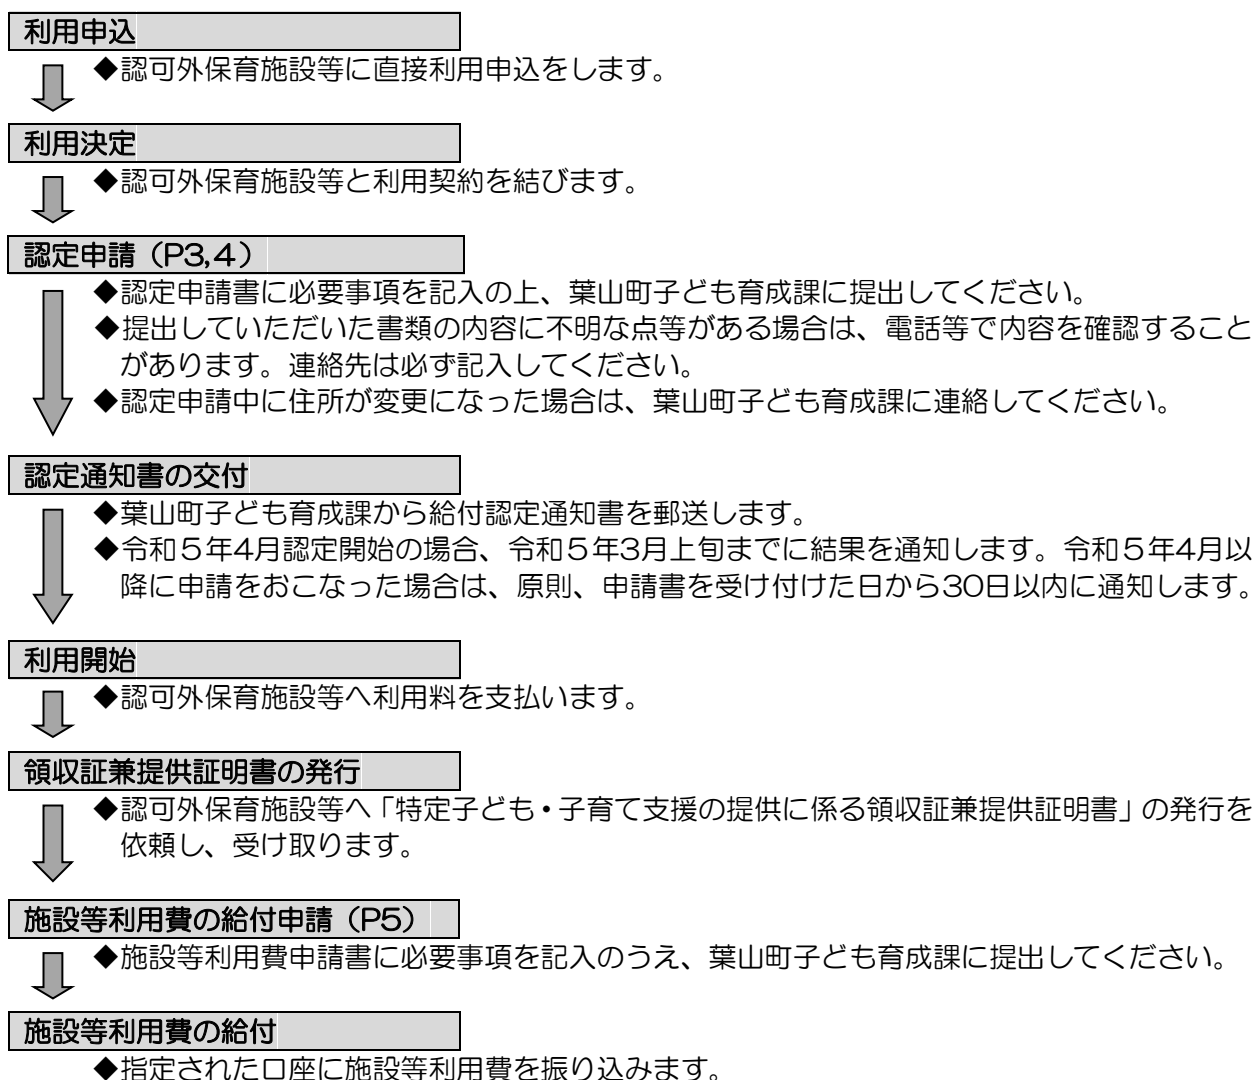 利用申込
◆認可外保育施設等に直接利用申込をします。
利用決定
◆認可外保育施設等と利用契約を結びます。
認定申請（P3,4）
◆認定申請書に必要事項を記入の上、葉山町子ども育成課に提出してください。
◆提出していただいた書類の内容に不明な点等がある場合は、電話等で内容を確認すること
があります。連絡先は必ず記入してください。
◆認定申請中に住所が変更になった場合は、葉山町子ども育成課に連絡してください。
認定通知書の交付
◆葉山町子ども育成課から給付認定通知書を郵送します。
◆令和５年4月認定開始の場合、令和５年3月上旬までに結果を通知します。令和５年4月以
降に申請をおこなった場合は、原則、申請書を受け付けた日から30日以内に通知します。
利用開始
◆認可外保育施設等へ利用料を支払います。
領収証兼提供証明書の発行
◆認可外保育施設等へ「特定子ども・子育て支援の提供に係る領収証兼提供証明書」の発行を
依頼し、受け取ります。
施設等利用費の給付申請（P5）
◆施設等利用費申請書に必要事項を記入のうえ、葉山町子ども育成課に提出してください。
施設等利用費の給付
◆指定された口座に施設等利用費を振り込みます。